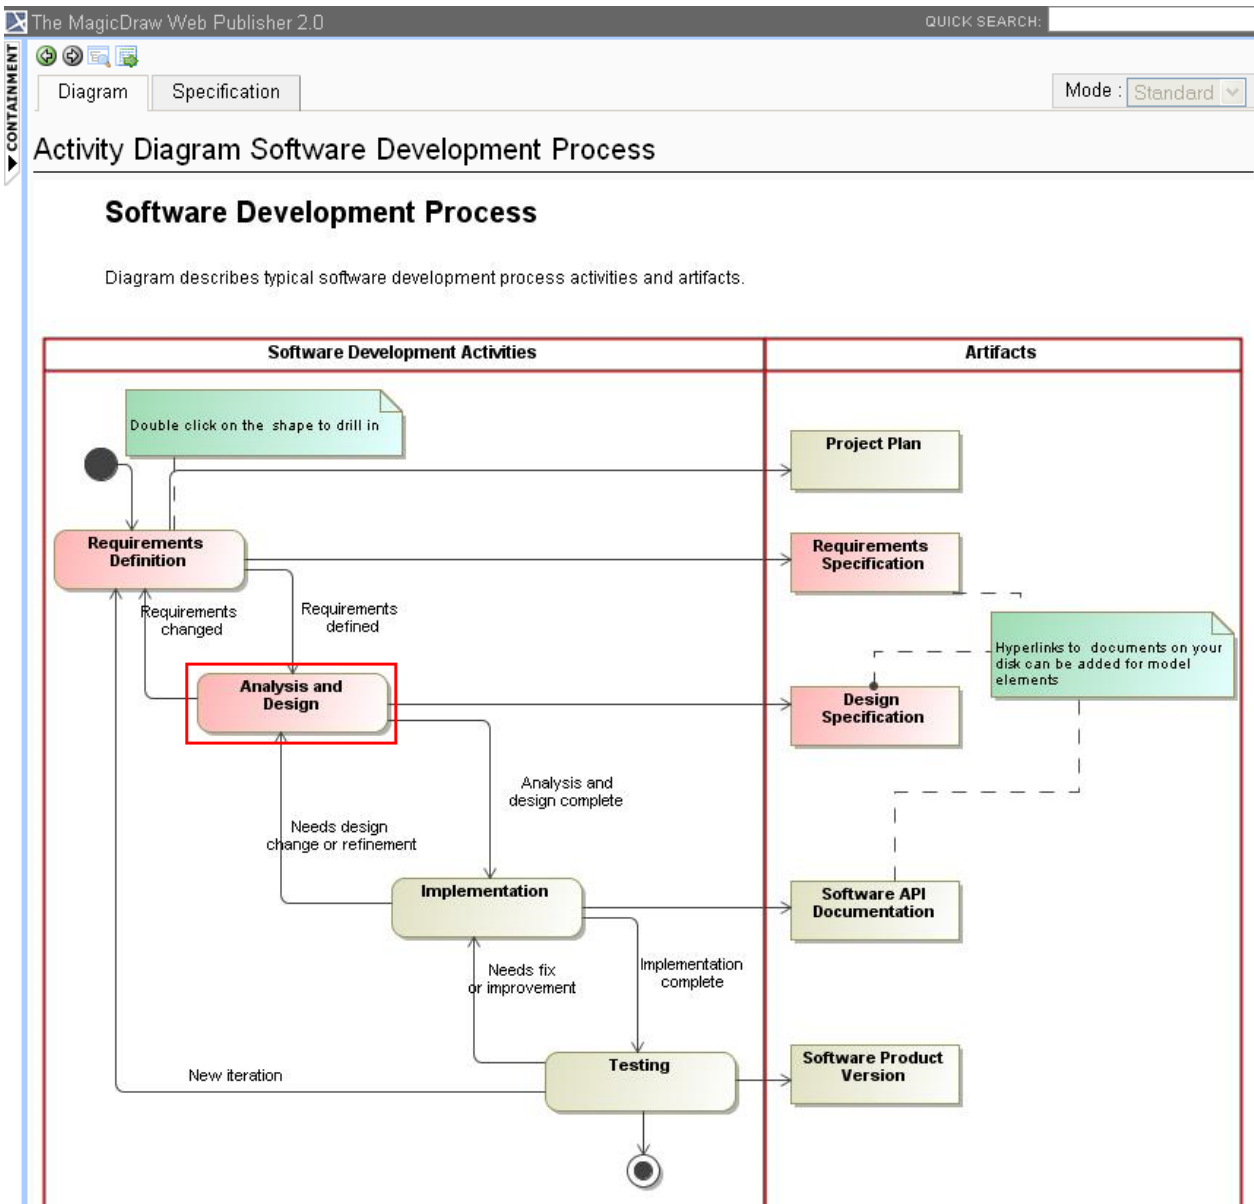 The MagicDraw Web Publisher 2.0
QUICK SEARCH:
CONTAINMENT
Diagram
Specification
Mode :
Standard
Activity Diagram Software Development Process
Software Development Process
Diagram describes typical software development process activities and artifacts.
Software Development Activities
Artifacts
Double click on the shape to drill in
Project Plan
Requirements
Definition
Requirements
Specification
Requirements
changed
Requirements
defined
Hyperlinks to documents on your
disk can be added for model
elements
Analysis and
Design
Design
Specification
Analysis and
design complete
Needs design
change or refinement
Implementation
Software API
Documentation
Needs fix
or improvement
Implementation
complete
Testing
Software Product
Version
New iteration